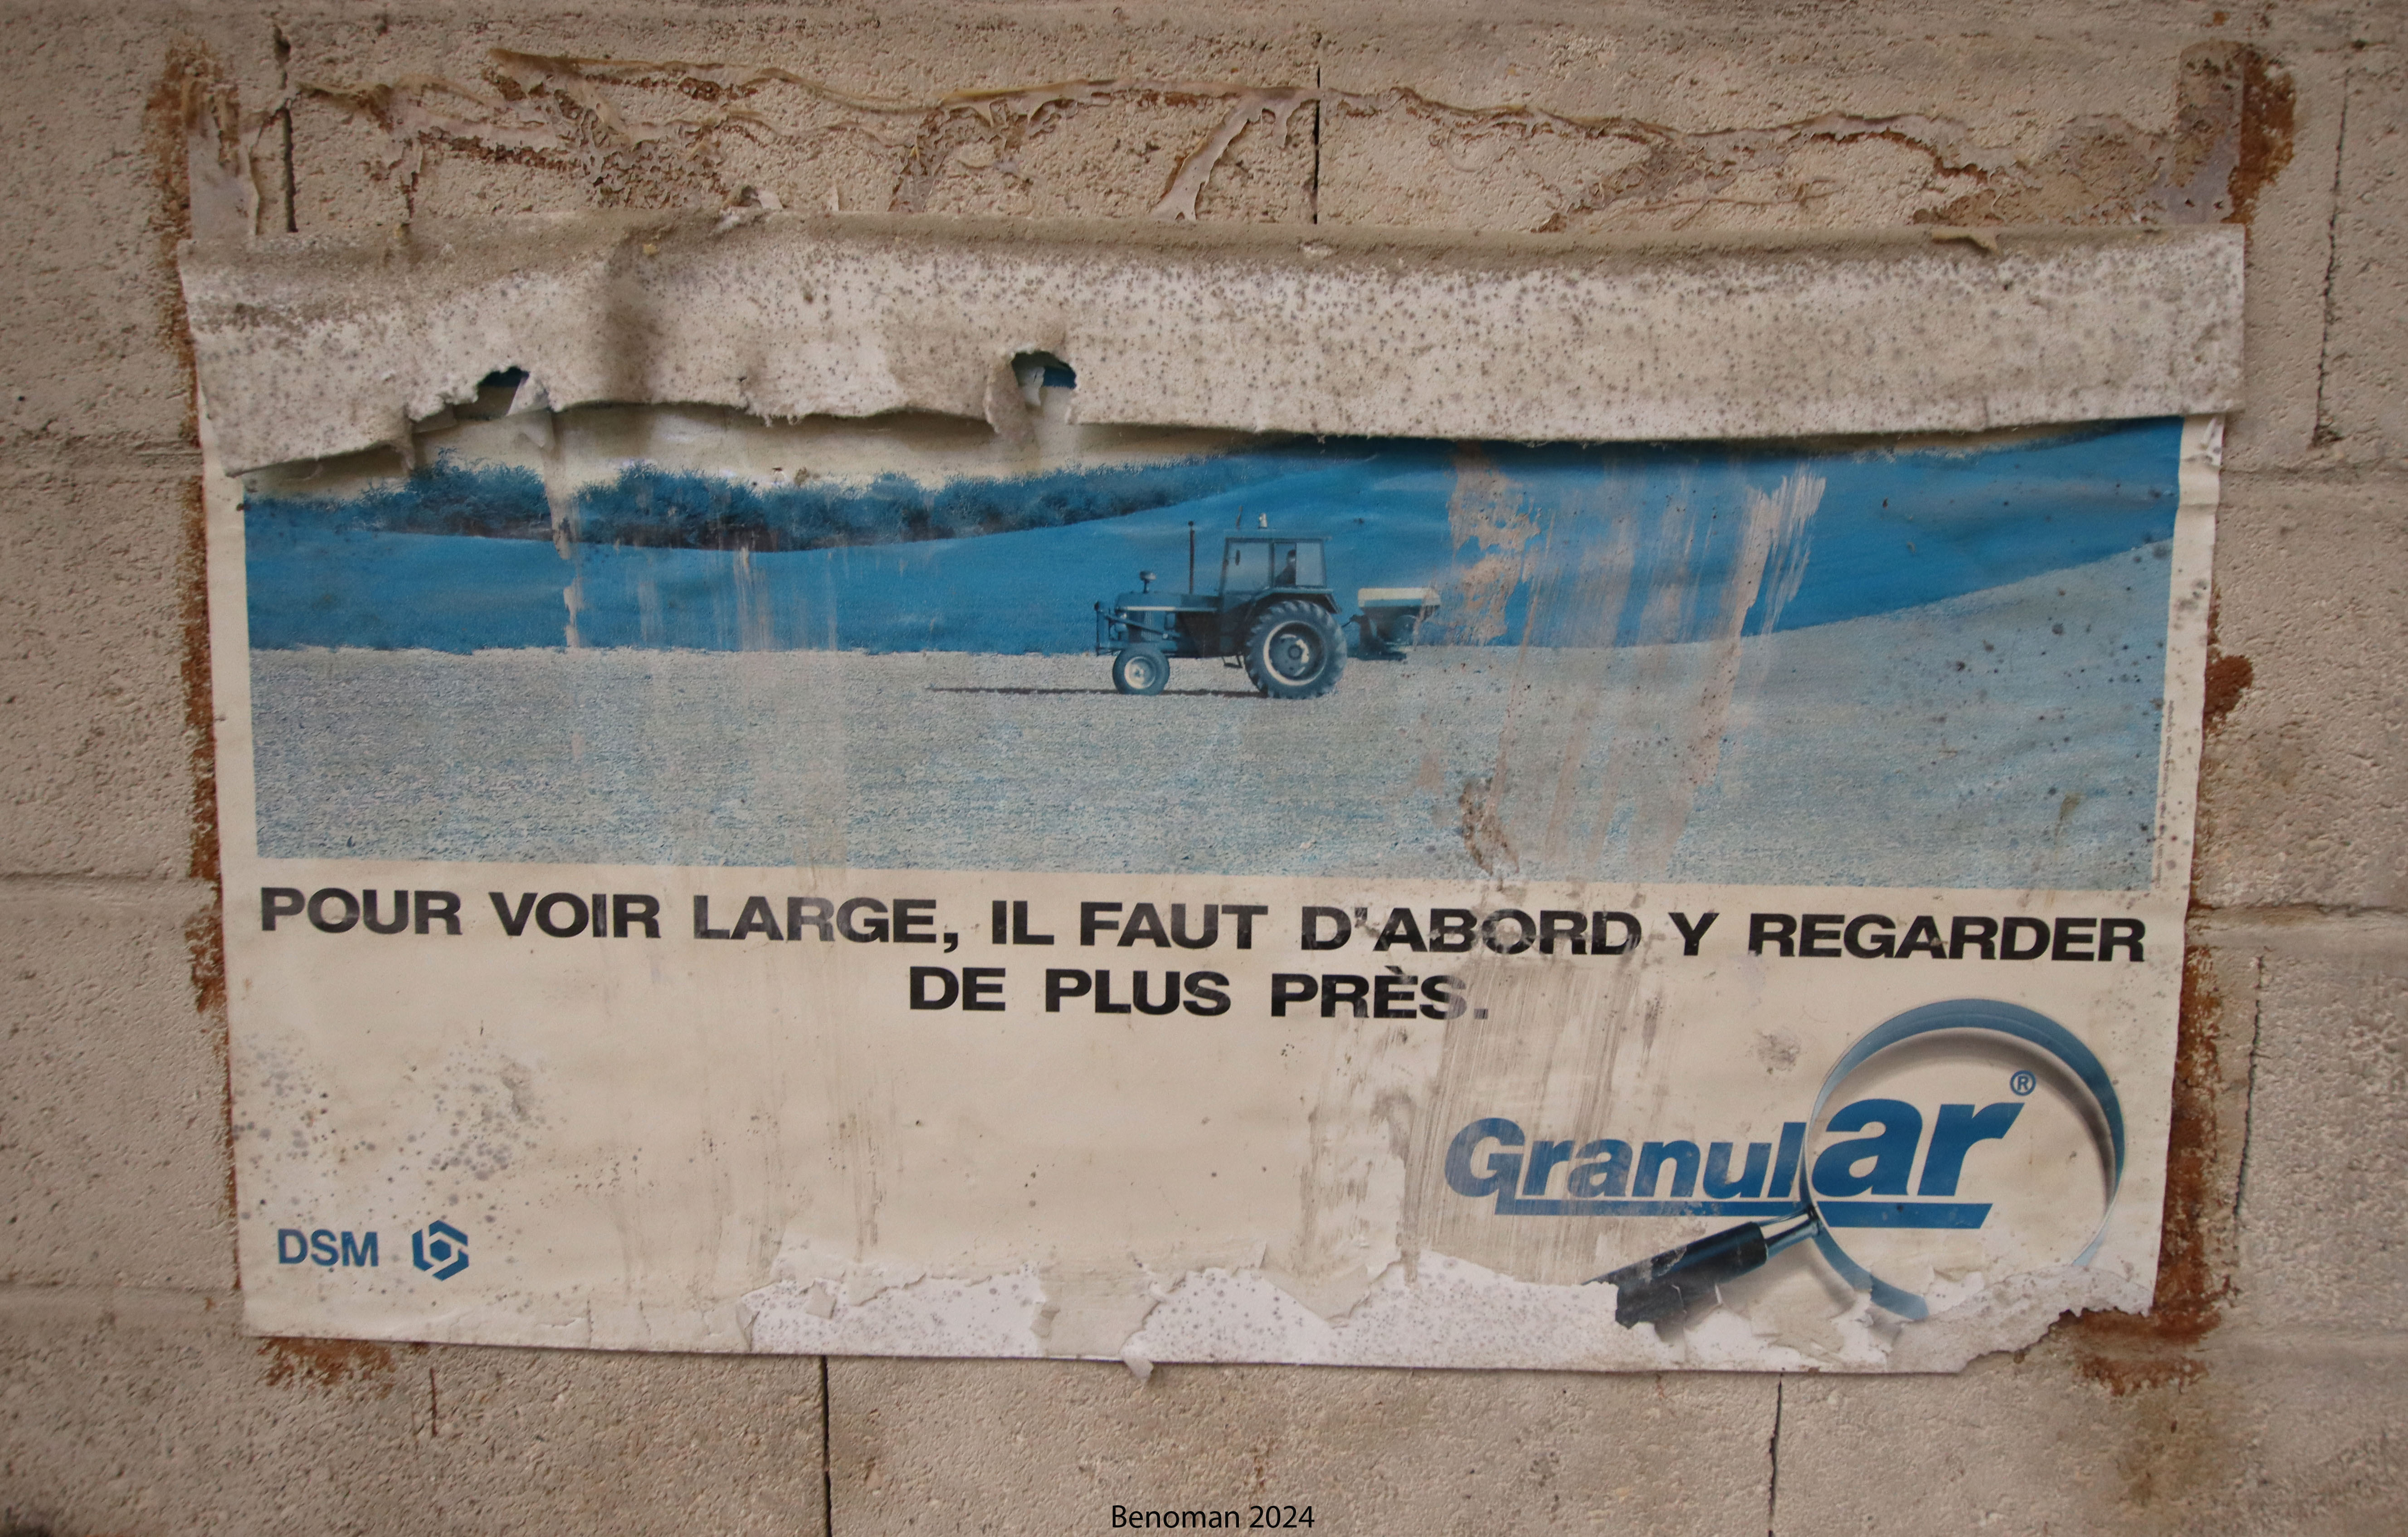 POUR VOIR LARGE, IL FAUT D'ABORD Y REGARDER
DE PLUS PRÈS.
Granular®
DSM
Benoman 2024